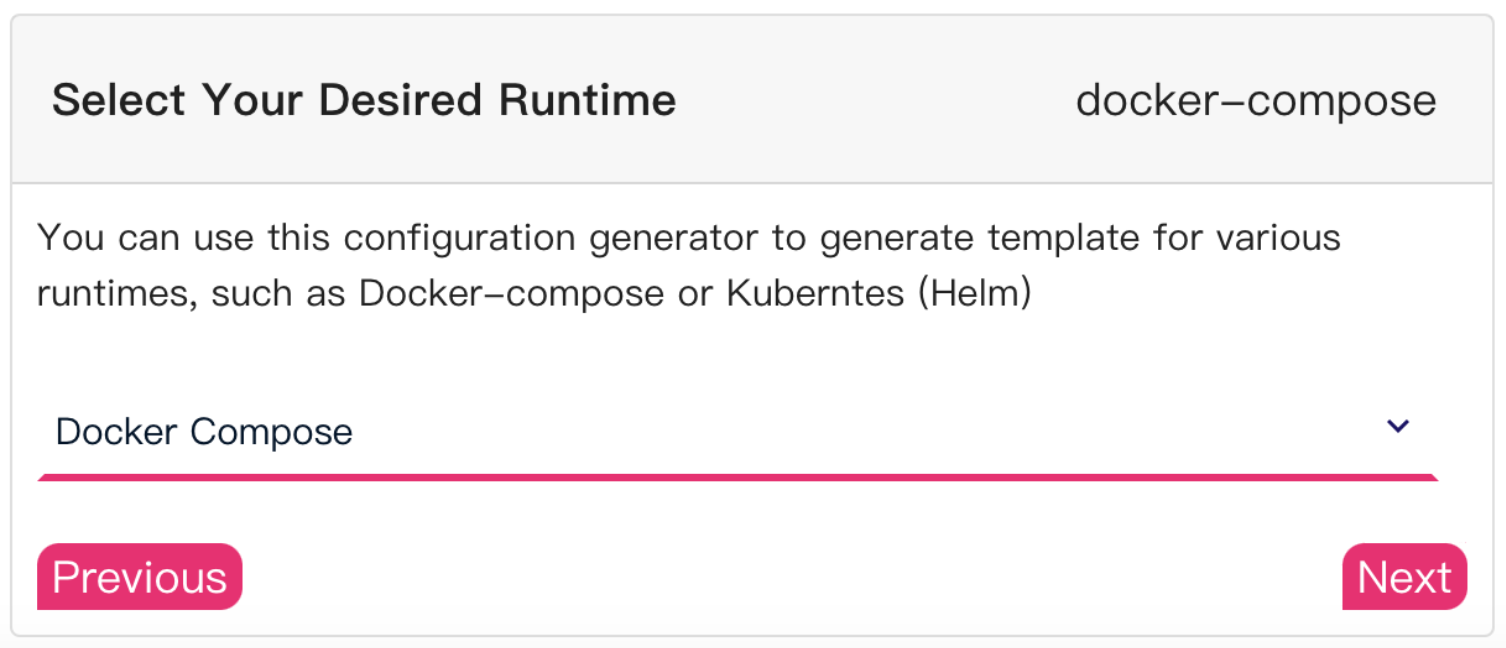 Select Your Desired Runtime
docker-compose
You can use this configuration generator to generate template for various
runtimes, such as Docker-compose or Kuberntes (Helm)
Docker Compose
Previous
Next